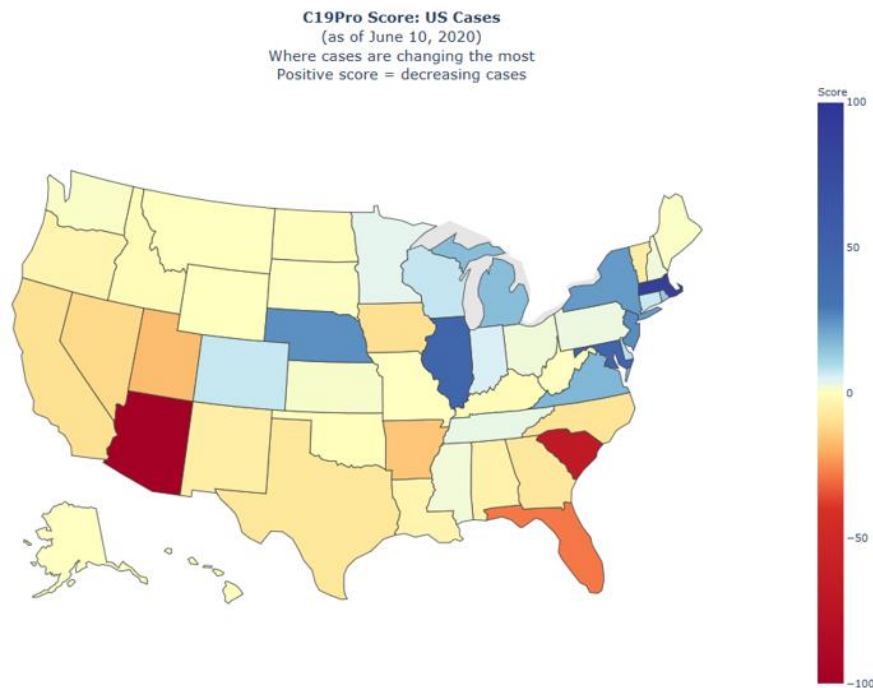 C19Pro Score: US Cases
(as of June 10, 2020)
Where cases are changing the most
Positive score = decreasing cases
Score
100
50
0
−50
−100